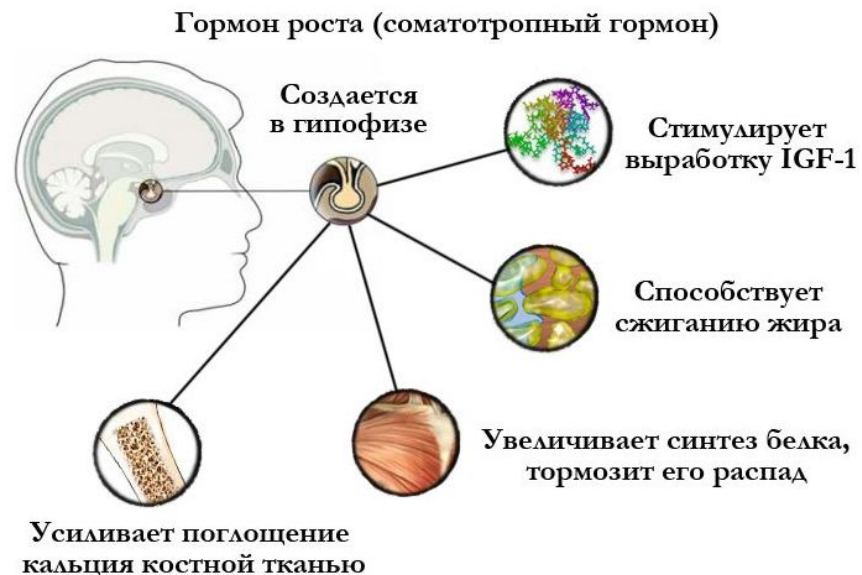 Гормон роста (соматотропный гормон)
Создается
в гипофизе
Стимулирует
выработку IGF-1
Способствует
сжиганию жира
Увеличивает синтез белка,
тормозит его распад
Усиливает поглощение
кальция костной тканью